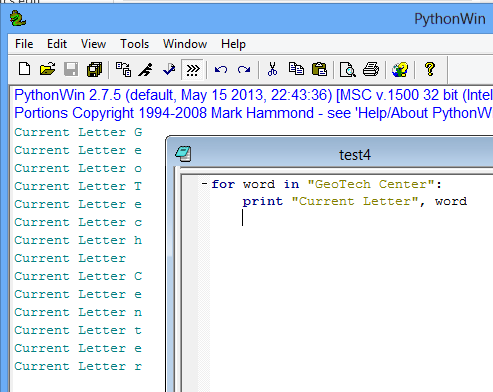 PythonWin
File Edit View Tools Window Help
PythonWin 2.7.5 (default, May 15 2013, 22:43:36) [MSC v.1500 32 bit (Intel
Portions Copyright 1994-2008 Mark Hammond - see 'Help/About PythonW
Current Letter G
Current Letter e
Current Letter o
Current Letter T
Current Letter e
Current Letter c
Current Letter h
Current Letter
Current Letter C
Current Letter e
Current Letter n
Current Letter t
Current Letter e
Current Letter r
test4
for word in "GeoTech Center":
print "Current Letter", word